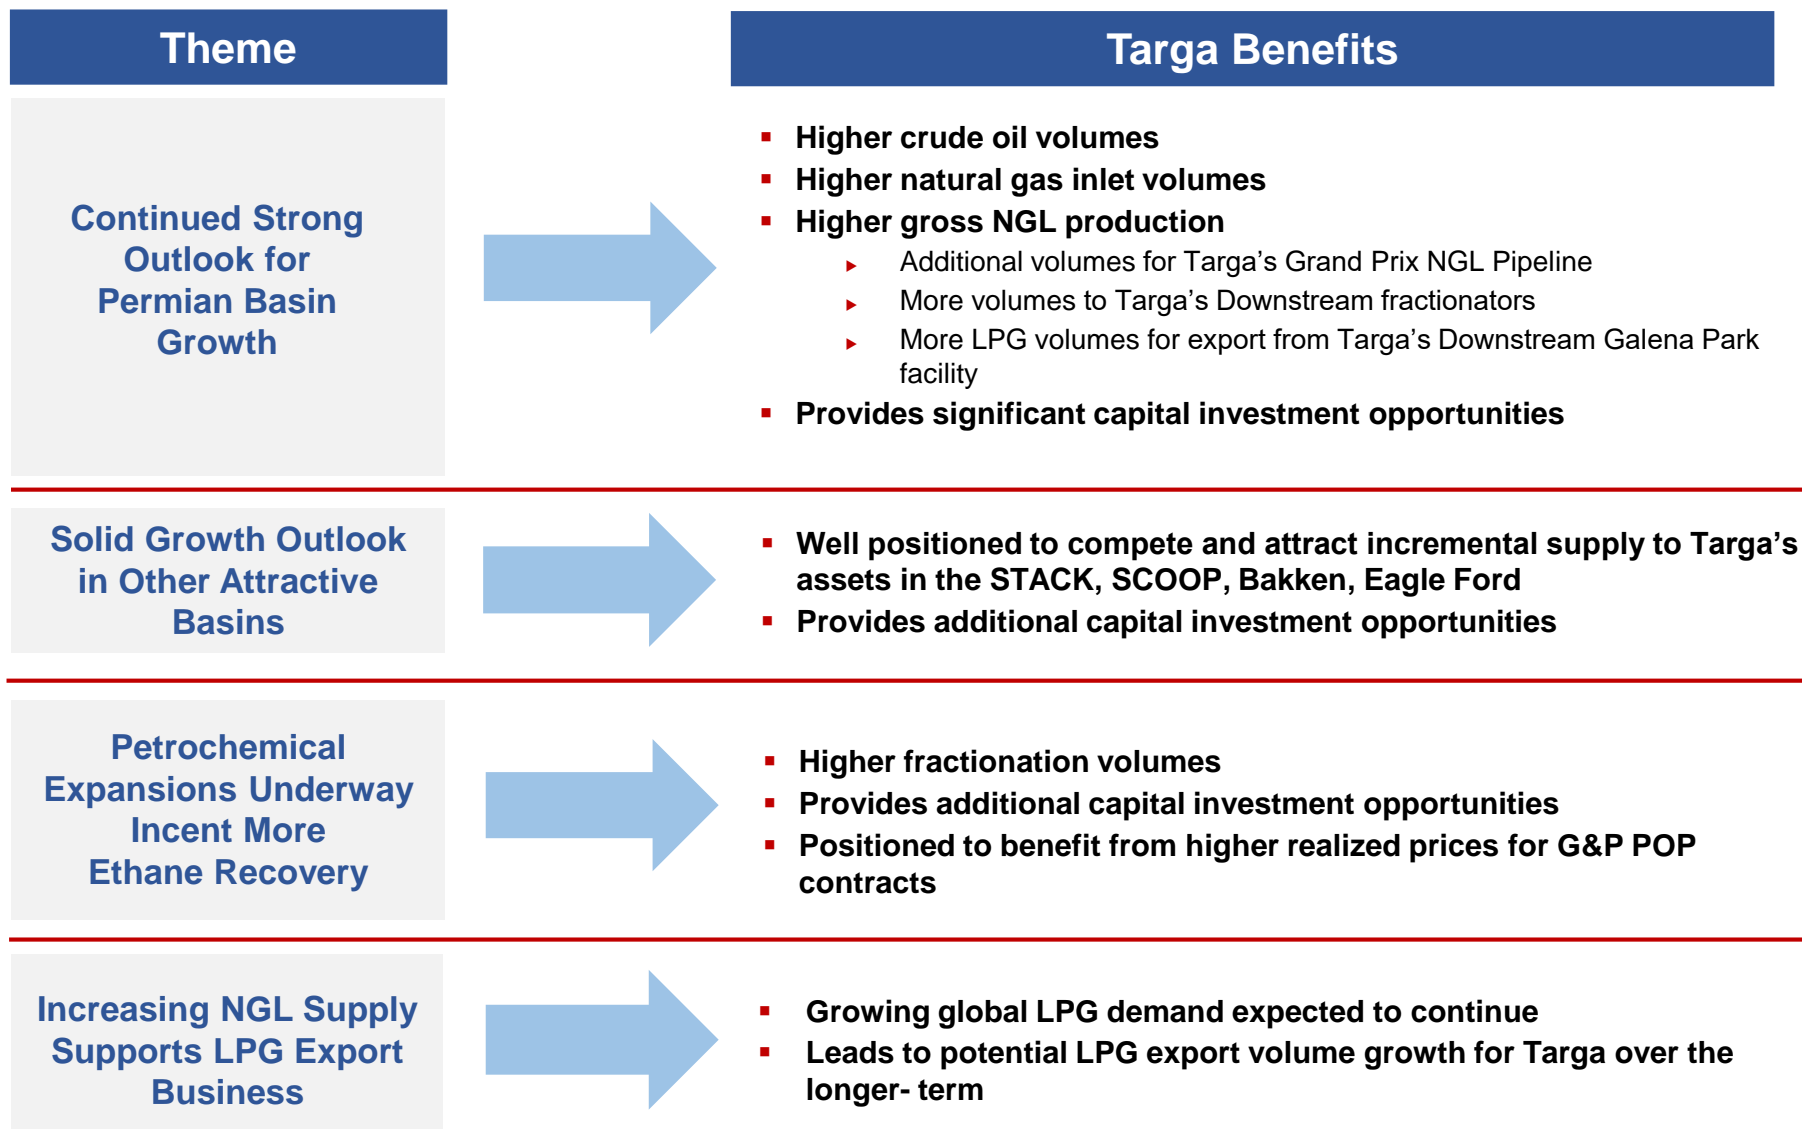 Theme
Targa Benefits
Continued Strong
Outlook for
Permian Basin
Growth
▪ Higher crude oil volumes
▪ Higher natural gas inlet volumes
▪ Higher gross NGL production
► Additional volumes for Targa’s Grand Prix NGL Pipeline
► More volumes to Targa’s Downstream fractionators
► More LPG volumes for export from Targa’s Downstream Galena Park
facility
▪ Provides significant capital investment opportunities
Solid Growth Outlook
in Other Attractive
Basins
▪ Well positioned to compete and attract incremental supply to Targa’s
assets in the STACK, SCOOP, Bakken, Eagle Ford
▪ Provides additional capital investment opportunities
Petrochemical
Expansions Underway
Incent More
Ethane Recovery
▪ Higher fractionation volumes
▪ Provides additional capital investment opportunities
▪ Positioned to benefit from higher realized prices for G&P POP
contracts
Increasing NGL Supply
Supports LPG Export
Business
▪ Growing global LPG demand expected to continue
▪ Leads to potential LPG export volume growth for Targa over the
longer- term